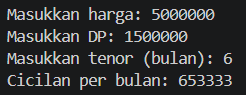 Masukkan harga: 5000000
Masukkan DP: 1500000
Masukkan tenor (bulan): 6
Cicilan per bulan: 653333